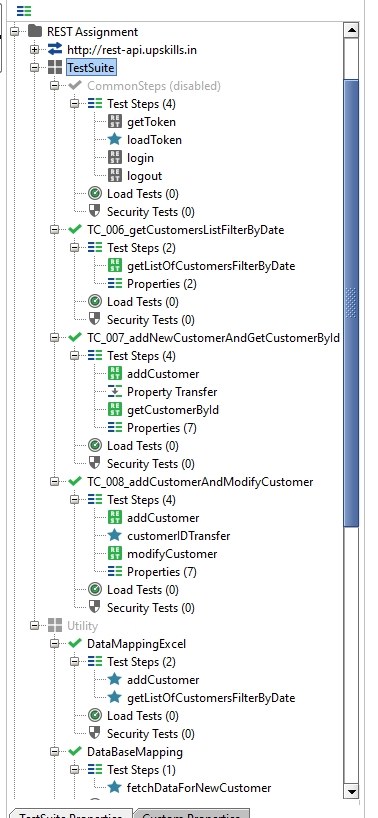 REST Assignment
http://rest-api.upskills.in
TestSuite
CommonSteps (disabled)
Test Steps (4)
getToken
loadToken
login
logout
Load Tests (0)
Security Tests (0)
TC_006_getCustomersListFilterByDate
Test Steps (2)
getListOfCustomersFilterByDate
Properties (2)
Load Tests (0)
Security Tests (0)
TC_007_addNewCustomerAndGetCustomerById
Test Steps (4)
addCustomer
Property Transfer
getCustomerById
Properties (7)
Load Tests (0)
Security Tests (0)
TC_008_addCustomerAndModifyCustomer
Test Steps (4)
addCustomer
customerIDTransfer
modifyCustomer
Properties (7)
Load Tests (0)
Security Tests (0)
Utility
DataMappingExcel
Test Steps (2)
addCustomer
getListOfCustomersFilterByDate
Load Tests (0)
Security Tests (0)
DataBaseMapping
Test Steps (1)
fetchDataForNewCustomer
TestSuite Properties Custom Properties